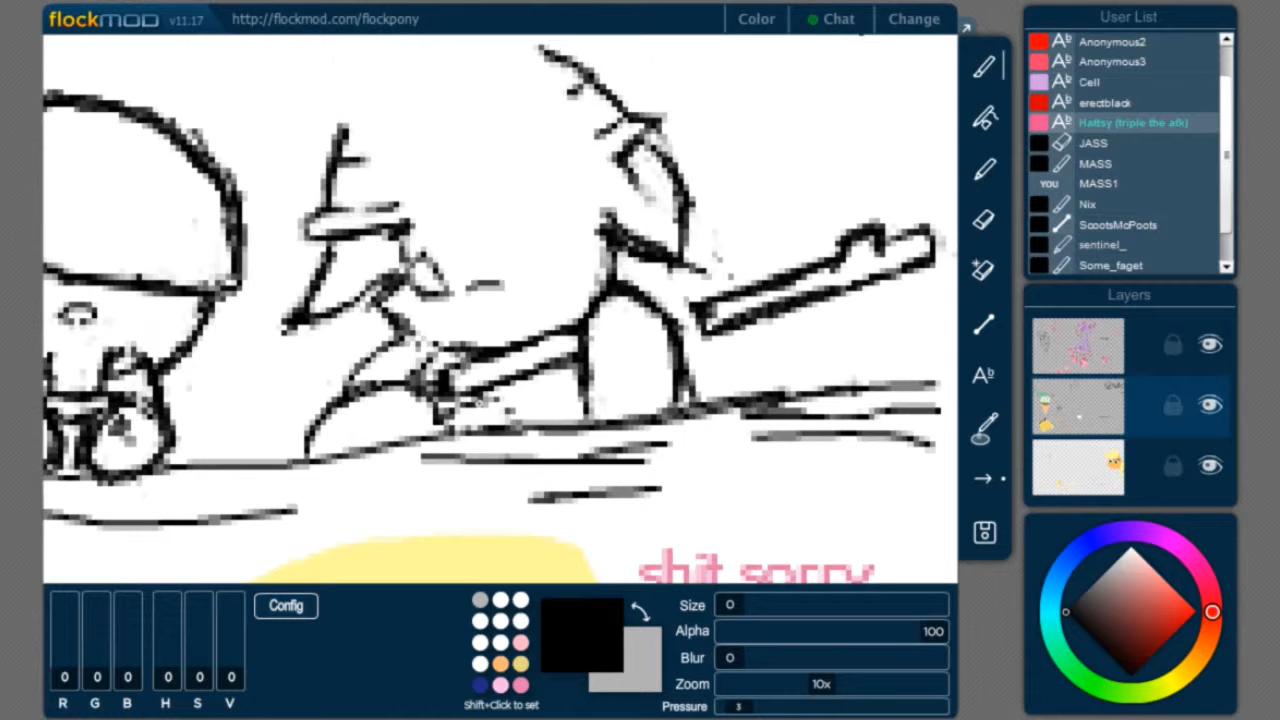 flockmod v11.17 http://flockmod.com/flockpony Color Chat Change
User List
Anonymous2
Anonymous3
Cell
erectblack
Hattsy (triple the afk)
JASS
MASS
YOU MASS1
Nix
ScootsMcPoots
sentinel_
Some_faget
Layers
Ab
shit sorry
Config
0 0 0 0 0 0
R G B H S V
Shift+Click to set
Size 0
Alpha 100
Blur 0
Zoom 10x
Pressure 3